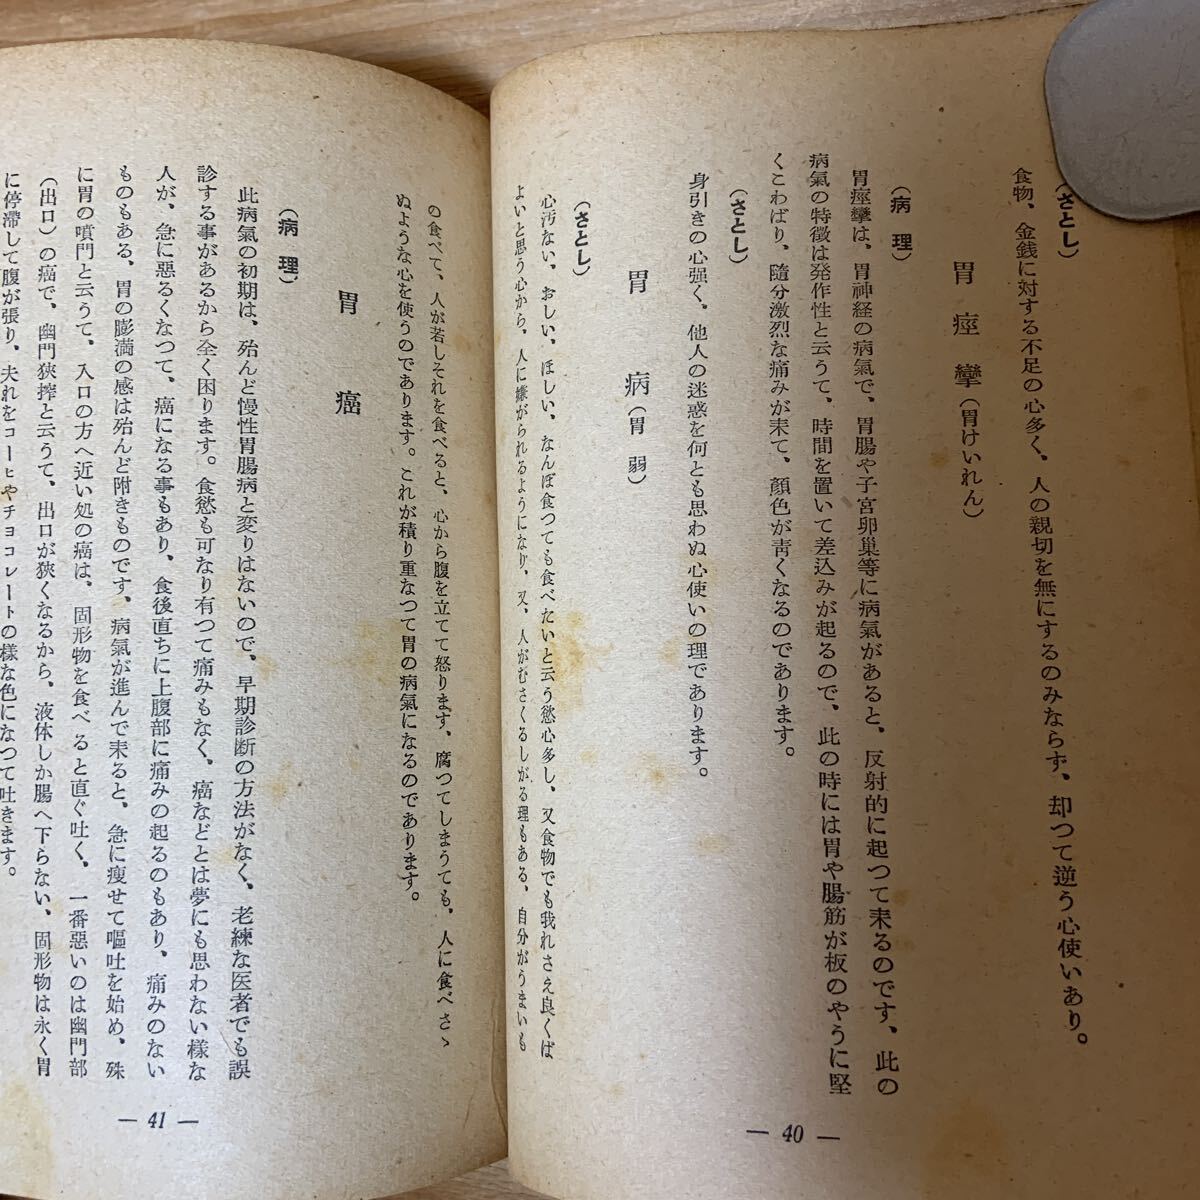 (さとし)
食物、金銭に対する不足の心多く、人の親切を無にするのみならず、却つて逆う心使いあり。
胃痙攣(胃けいれん)
(病理)
胃痙攣は、胃神経の病氣で、胃腸や子宮卵巣等に病氣があると、反射的に起つて来るのです、此の
病氣の特徴は発作性と云うて、時間を置いて差込みが起るので、此の時には胃や腸筋が板のやうに堅
くこわばり、隨分激烈な痛みが来て、顏色が靑くなるのであります。
(さとし)
身引きの心強く、他人の迷惑を何とも思わぬ心使いの理であります。
胃病(胃弱)
(さとし)
心汚ない、おしい、ほしい、なんぼ食つても食べたいと云う慾心多し、又食物でも我れさえ良くば
よいと思う心から、人に嫌がられるようになり、又、人がむさくるしがる理もある、自分がうまいも
— 40 —
の食べて、人が若しそれを食べると、心から腹を立てて怒ります、腐つてしまうても、人に食べさゝ
ぬような心を使うのであります。これが積り重なつて胃の病氣になるのであります。
胃癌
(病理)
此病氣の初期は、殆んど慢性胃腸病と変りはないので、早期診断の方法がなく、老練な医者でも誤
診する事があるから全く困ります。食慾も可なり有つて痛みもなく、癌などとは夢にも思わない様な
人が、急に惡るくなつて、癌になる事もあり、食後直ちに上腹部に痛みの起るのもあり、痛みのない
ものもある、胃の膨満の感は殆んど附きものです、病氣が進んで来ると、急に痩せて嘔吐を始め、殊
に胃の噴門と云うて、入口の方へ近い処の癌は、固形物を食べると直ぐ吐く、一番惡いのは幽門部
(出口)の癌で、幽門狭搾と云うて、出口が狭くなるから、液体しか腸へ下らない、固形物は永く胃
に停滞して腹が張り、夫れをコーヒやチョコレートの様な色になつて吐きます。
— 41 —